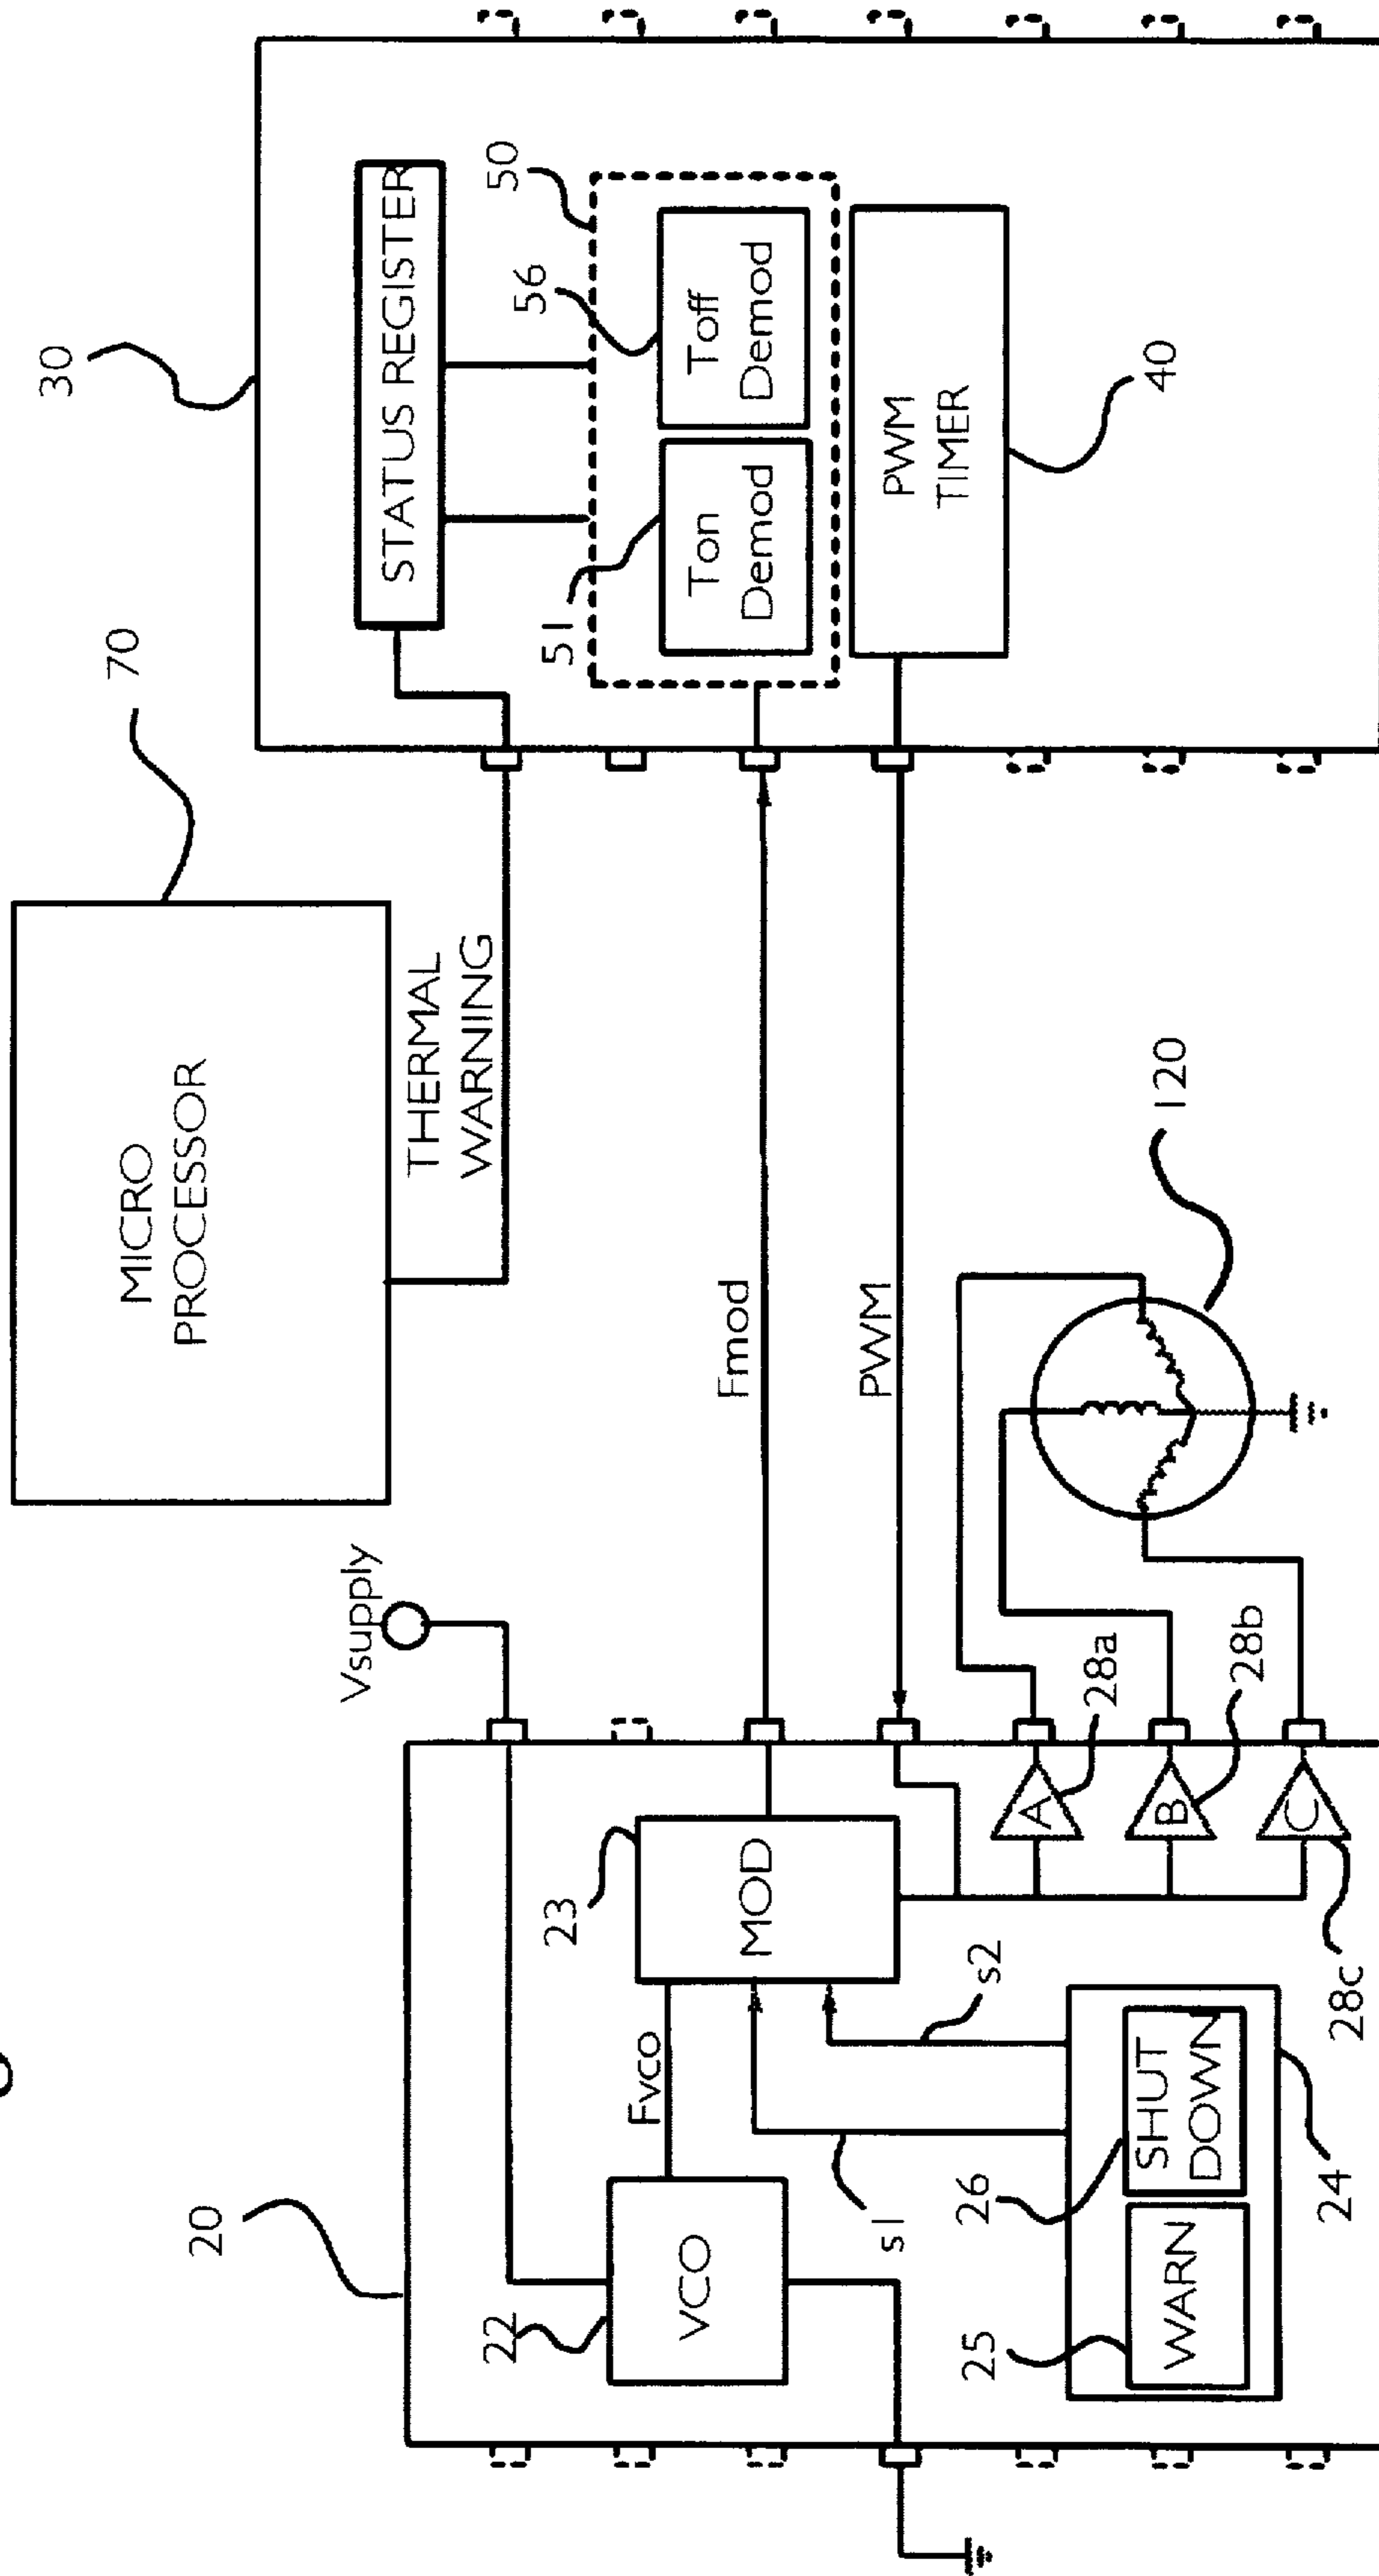 20
22
VCO
Fvco
23
MOD
s1
s2
25
WARN
26
SHUT
DOWN
24
Vsupply
28a
A
28b
B
28c
C
Fmod
PWM
120
MICRO
PROCESSOR
70
THERMAL
WARNING
30
STATUS REGISTER
50
51
Ton
Demod
56
Toff
Demod
PWM
TIMER
40